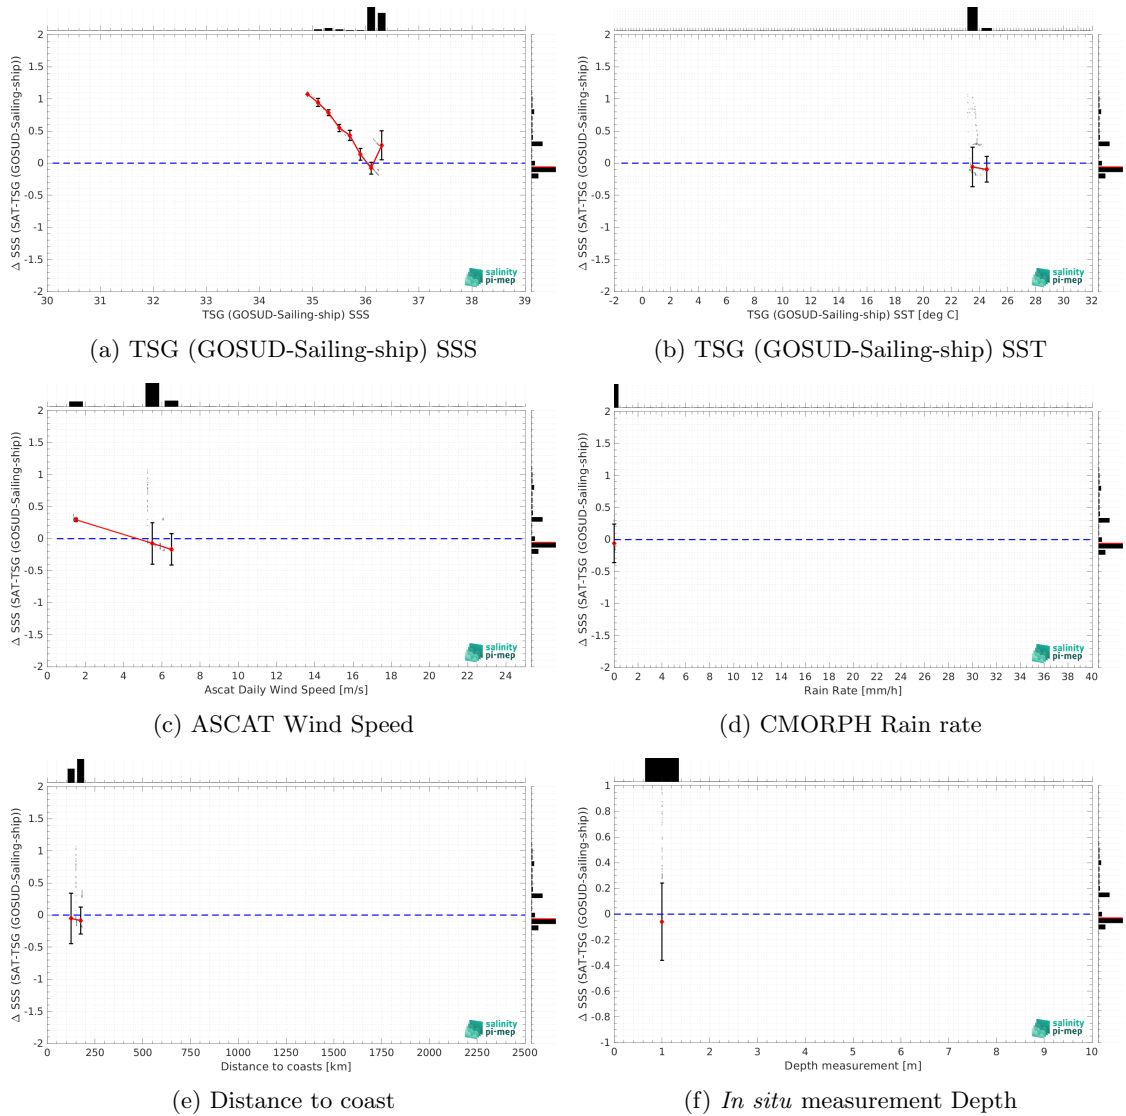 2
1.5
1
0.5
0
-0.5
-1
-1.5
-2
Δ SSS (SAT-TSG (GOSUD-Sailing-ship))
30 31 32 33 34 35 36 37 38 39
TSG (GOSUD-Sailing-ship) SSS
salinity
pi-mep
(a) TSG (GOSUD-Sailing-ship) SSS
2
1.5
1
0.5
0
-0.5
-1
-1.5
-2
Δ SSS (SAT-TSG (GOSUD-Sailing-ship))
-2 0 2 4 6 8 10 12 14 16 18 20 22 24 26 28 30 32
TSG (GOSUD-Sailing-ship) SST [deg C]
salinity
pi-mep
(b) TSG (GOSUD-Sailing-ship) SST
2
1.5
1
0.5
0
-0.5
-1
-1.5
-2
Δ SSS (SAT-TSG (GOSUD-Sailing-ship))
0 2 4 6 8 10 12 14 16 18 20 22 24
Ascat Daily Wind Speed [m/s]
salinity
pi-mep
(c) ASCAT Wind Speed
2
1.5
1
0.5
0
-0.5
-1
-1.5
-2
Δ SSS (SAT-TSG (GOSUD-Sailing-ship))
0 2 4 6 8 10 12 14 16 18 20 22 24 26 28 30 32 34 36 38 40
Rain Rate [mm/h]
salinity
pi-mep
(d) CMORPH Rain rate
2
1.5
1
0.5
0
-0.5
-1
-1.5
-2
Δ SSS (SAT-TSG (GOSUD-Sailing-ship))
0 250 500 750 1000 1250 1500 1750 2000 2250 2500
Distance to coasts [km]
salinity
pi-mep
(e) Distance to coast
1
0.8
0.6
0.4
0.2
0
-0.2
-0.4
-0.6
-0.8
-1
Δ SSS (SAT-TSG (GOSUD-Sailing-ship))
0 1 2 3 4 5 6 7 8 9 10
Depth measurement [m]
salinity
pi-mep
(f) In situ measurement Depth